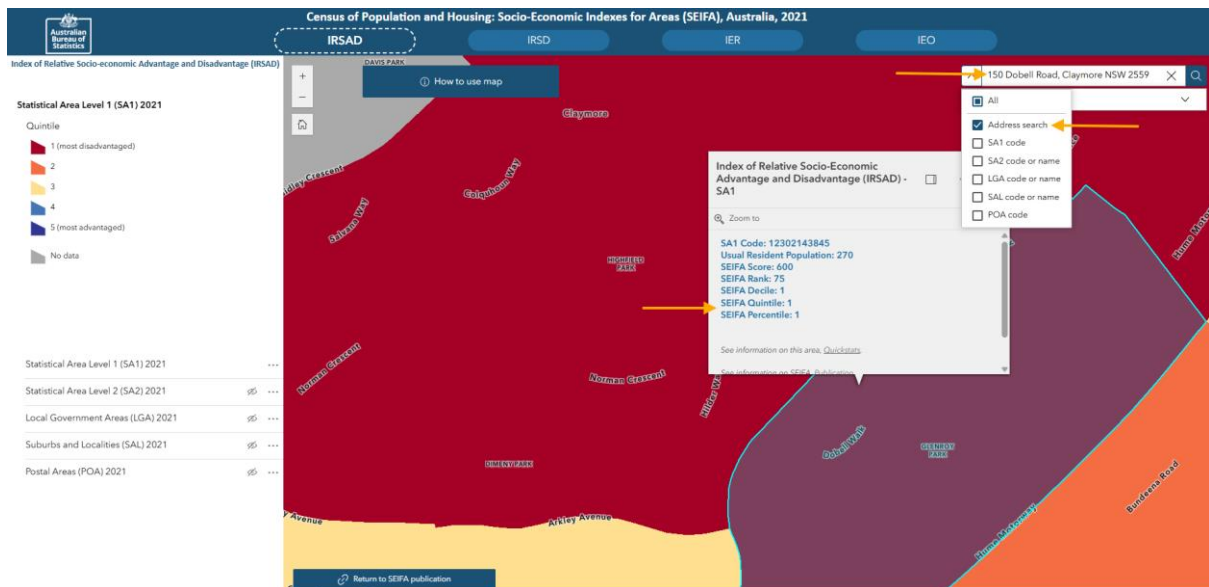 Census of Population and Housing: Socio-Economic Indexes for Areas (SEIFA), Australia, 2021
Australian
Bureau of
Statistics
IRSAD
IRSD
IER
IEO
Index of Relative Socio-economic Advantage and Disadvantage (IRSAD)
Statistical Area Level 1 (SA1) 2021
Quintile
1 (most disadvantaged)
2
3
4
5 (most advantaged)
No data
Statistical Area Level 1 (SA1) 2021
Statistical Area Level 2 (SA2) 2021
Local Government Areas (LGA) 2021
Suburbs and Localities (SAL) 2021
Postal Areas (POA) 2021
DAVIS PARK
How to use map
150 Dobell Road, Claymore NSW 2559
All
Address search
SA1 code
SA2 code or name
LGA code or name
SAL code or name
POA code
Claymore
Crescent
Colquhoun Way
Salvana Way
HIGHFIELD
PARK
Index of Relative Socio-Economic
Advantage and Disadvantage (IRSAD) -
SA1
Zoom to
SA1 Code: 12302143845
Usual Resident Population: 270
SEIFA Score: 600
SEIFA Rank: 75
SEIFA Decile: 1
SEIFA Quintile: 1
SEIFA Percentile: 1
See information on this area, Quickstats.
See information on SEIFA, Publication
Hume Motorway
Norman Crescent
Norman Crescent
Dobell Walk
GLENROY
PARK
DIMENY PARK
Bundeena Road
Avenue
Arkley Avenue
Hume Motorway
Return to SEIFA publication